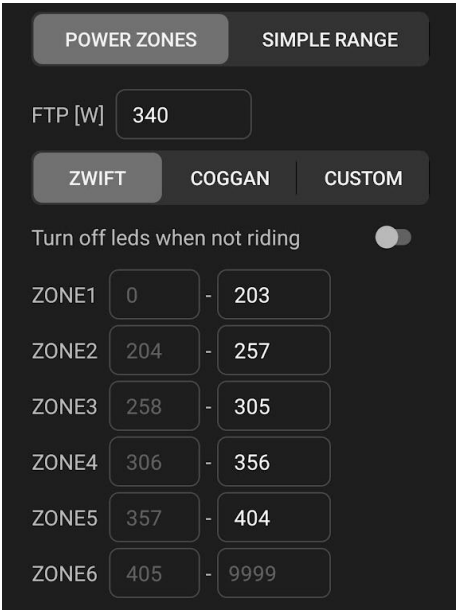 POWER ZONES SIMPLE RANGE
FTP [W] 340
ZWIFT COGGAN CUSTOM
Turn off leds when not riding
ZONE1 0 - 203
ZONE2 204 - 257
ZONE3 258 - 305
ZONE4 306 - 356
ZONE5 357 - 404
ZONE6 405 - 9999